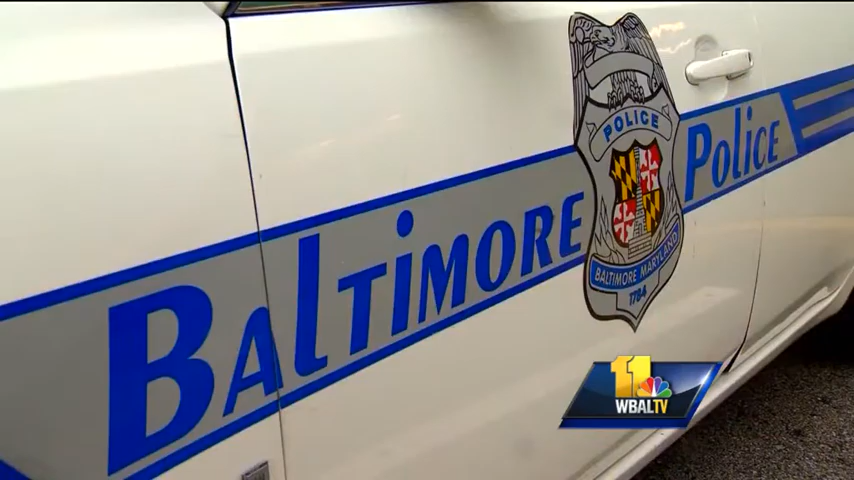 BALTIMORE POLICE
POLICE
BALTIMORE MARYLAND
1784
11
WBALTV